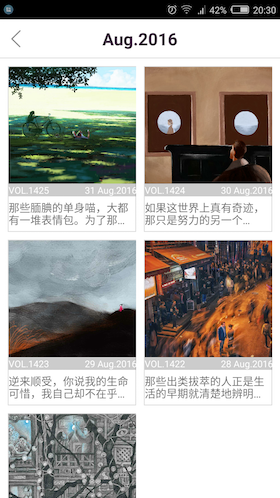 42% 20:30
Aug.2016
VOL.1425 31 Aug.2016
那些腼腆的单身喵，大都
有一堆表情包。为了那...
VOL.1424 30 Aug.2016
如果这世界上真有奇迹，
那只是努力的另一个...
VOL.1423 29 Aug.2016
逆来顺受，你说我的生命
可惜，我自己却不在乎...
VOL.1422 28 Aug.2016
那些出类拔萃的人正是生
活的早期就清楚地辨明...